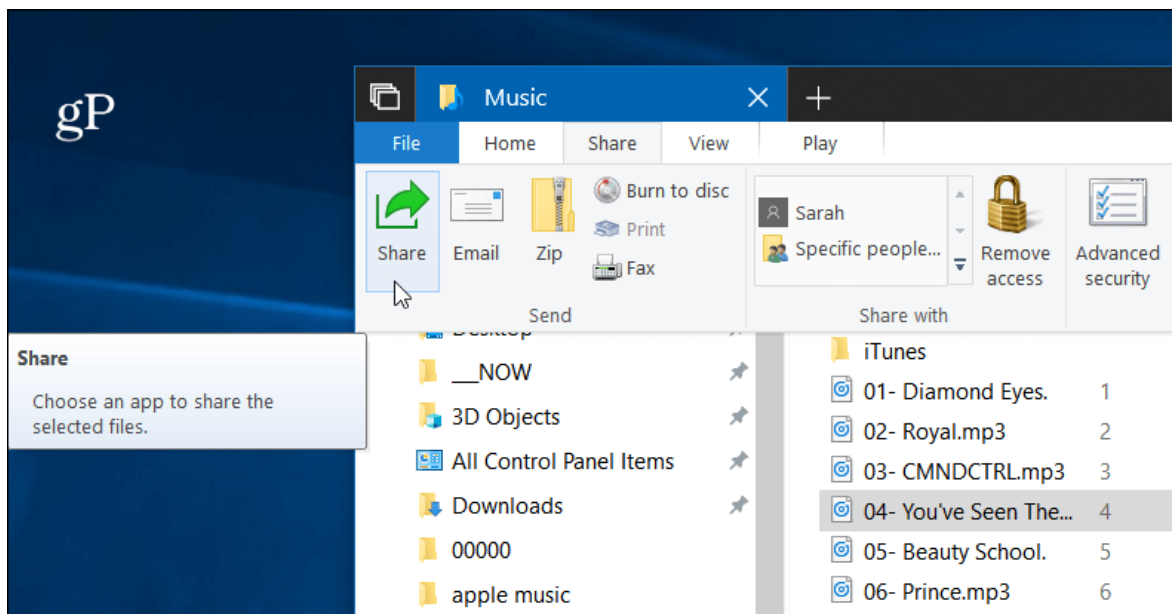 gP
Music
File Home Share View Play
Share
Email
Zip
Burn to disc
Print
Fax
Send
Sarah
Specific people...
Share with
Remove
access
Advanced
security
Share
Choose an app to share the
selected files.
Desktop
__NOW
3D Objects
All Control Panel Items
Downloads
00000
apple music
iTunes
01- Diamond Eyes. 1
02- Royal.mp3 2
03- CMNDCTRL.mp3 3
04- You've Seen The... 4
05- Beauty School. 5
06- Prince.mp3 6